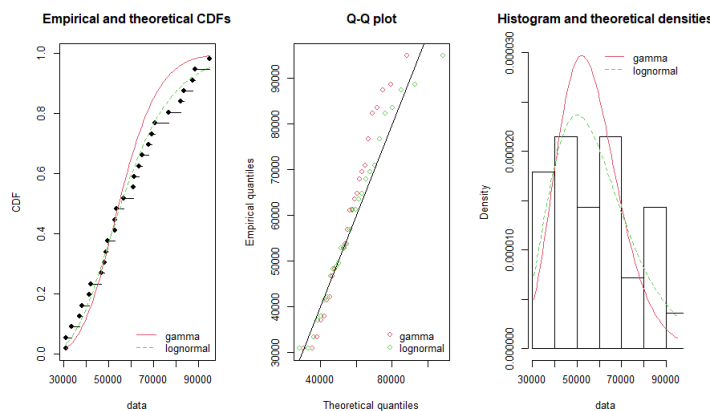 Empirical and theoretical CDFs
CDF
0.0
0.2
0.4
0.6
0.8
1.0
gamma
lognormal
30000
50000
70000
90000
data
Q-Q plot
Empirical quantiles
30000
40000
50000
60000
70000
80000
90000
gamma
lognormal
40000
60000
80000
Theoretical quantiles
Histogram and theoretical densities
Density
0.000000
0.000010
0.000020
0.000030
gamma
lognormal
30000
50000
70000
90000
data